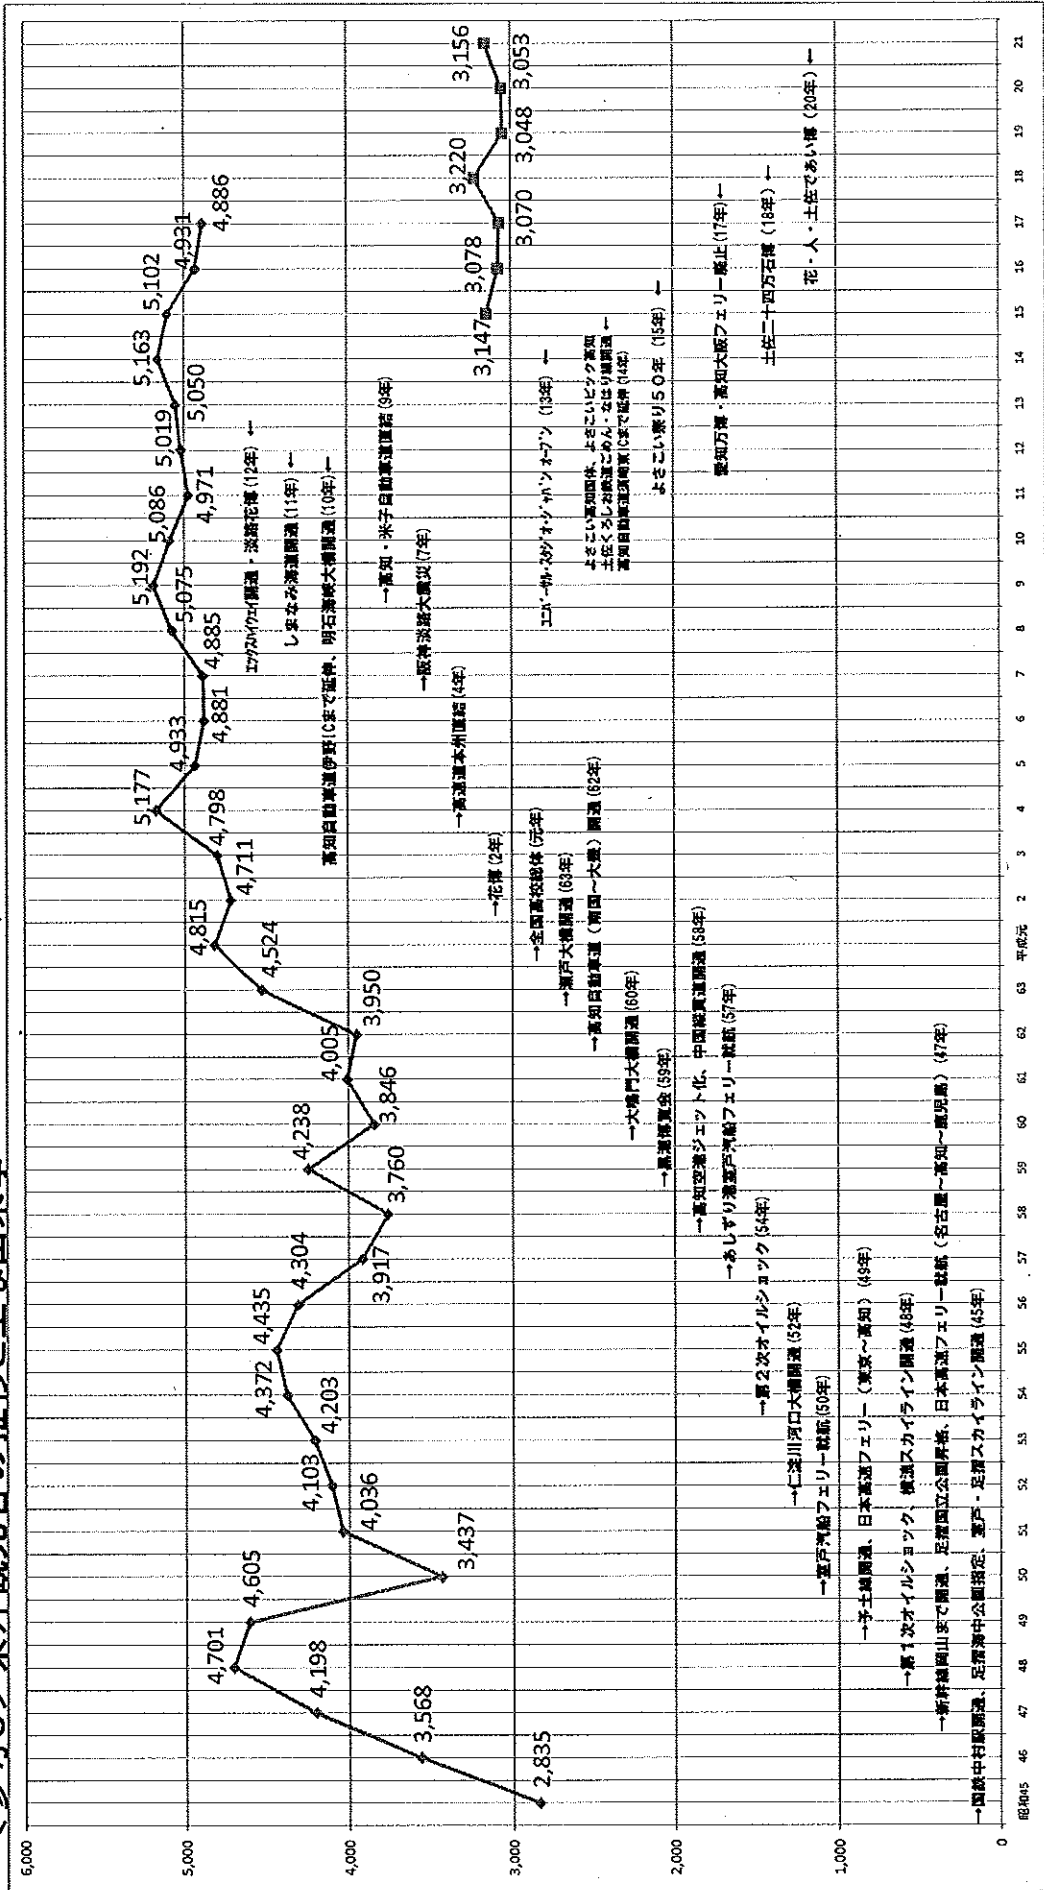 6,000
5,000
4,000
3,000
2,000
1,000
0
2,835
3,568
4,198
4,701
4,605
3,437
4,036
4,103
4,203
4,372
4,435
4,304
3,917
3,760
4,238
3,846
4,005
3,950
4,524
4,815
4,711
4,798
5,177
4,933
4,881
4,885
5,075
5,192
5,086
4,971
5,019
5,050
5,163
5,102
4,931
4,886
3,147
3,078
3,070
3,220
3,048
3,053
3,156
エックスハイウェイ開通・淡路花博(12年)←
しまなみ海道開通(11年)←
高知自動車道伊野ICまで延伸、明石海峡大橋開通(10年)←
→高知・米子自動車道直結(9年)
→阪神淡路大震災(7年)
→高速道本州直結(4年)
→花博(2年)
→全国高校総体(元年)
→瀬戸大橋開通(63年)
→高知自動車道(南国~大豊)開通(62年)
→大鳴門大橋開通(60年)
→黒潮博覧会(59年)
→高知空港ジェット化、中国縦貫道開通(58年)
→あしずり港室戸汽船フェリー就航(57年)
→第2次オイルショック(54年)
→仁淀川河口大橋開通(52年)
→室戸汽船フェリー就航(50年)
→予土線開通、日本高速フェリー(東京~高知)(49年)
→第1次オイルショック、横浪スカイライン開通(48年)
→新幹線岡山まで開通、足摺国立公園昇格、日本高速フェリー就航(名古屋~高知~鹿児島)(47年)
→国鉄中村駅開通、足摺海中公園指定、室戸・足摺スカイライン開通(45年)
ユニバーサル・スタジオ・ジャパン オープン(13年)←
よさこい高知国体、よさこいピック高知
土佐くろしお鉄道ごめん・なはり線開通←
高知自動車道須崎東ICまで延伸(14年)
よさこい祭り50年(15年)←
愛知万博・高知大阪フェリー廃止(17年)←
土佐二十四万石博(18年)←
花・人・土佐であい博(20年)←
昭和45
46
47
48
49
50
51
52
53
54
55
56
57
58
59
60
61
62
63
平成元
2
3
4
5
6
7
8
9
10
11
12
13
14
15
16
17
18
19
20
21